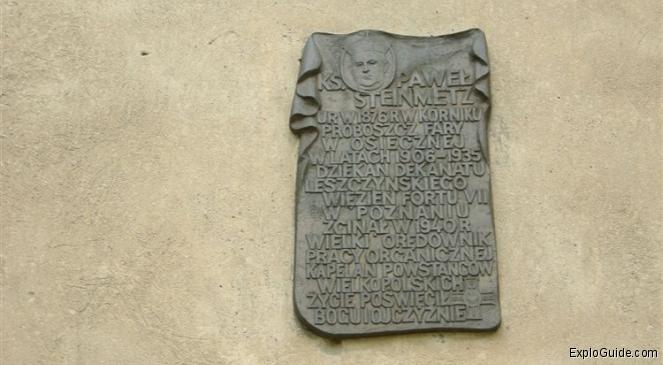 KS. PAWEŁ
STEINMETZ
UR.W 1876.R.W KÓRNIKU
PROBOSZCZ FARY
W OSIECZNEJ
W LATACH 1906-1935
DZIEKAN DEKANATU
LESZCZYŃSKIEGO
WIĘZIEŃ FORTU VII
W POZNANIU
ZGINĄŁ W 1940 R.
WIELKI ORĘDOWNIK
PRACY ORGANICZNEJ
KAPELAN POWSTAŃCÓW
WIELKOPOLSKICH
ŻYCIE POŚWIĘCIŁ
BOGU I OJCZYŹNIE
ExploGuide.com